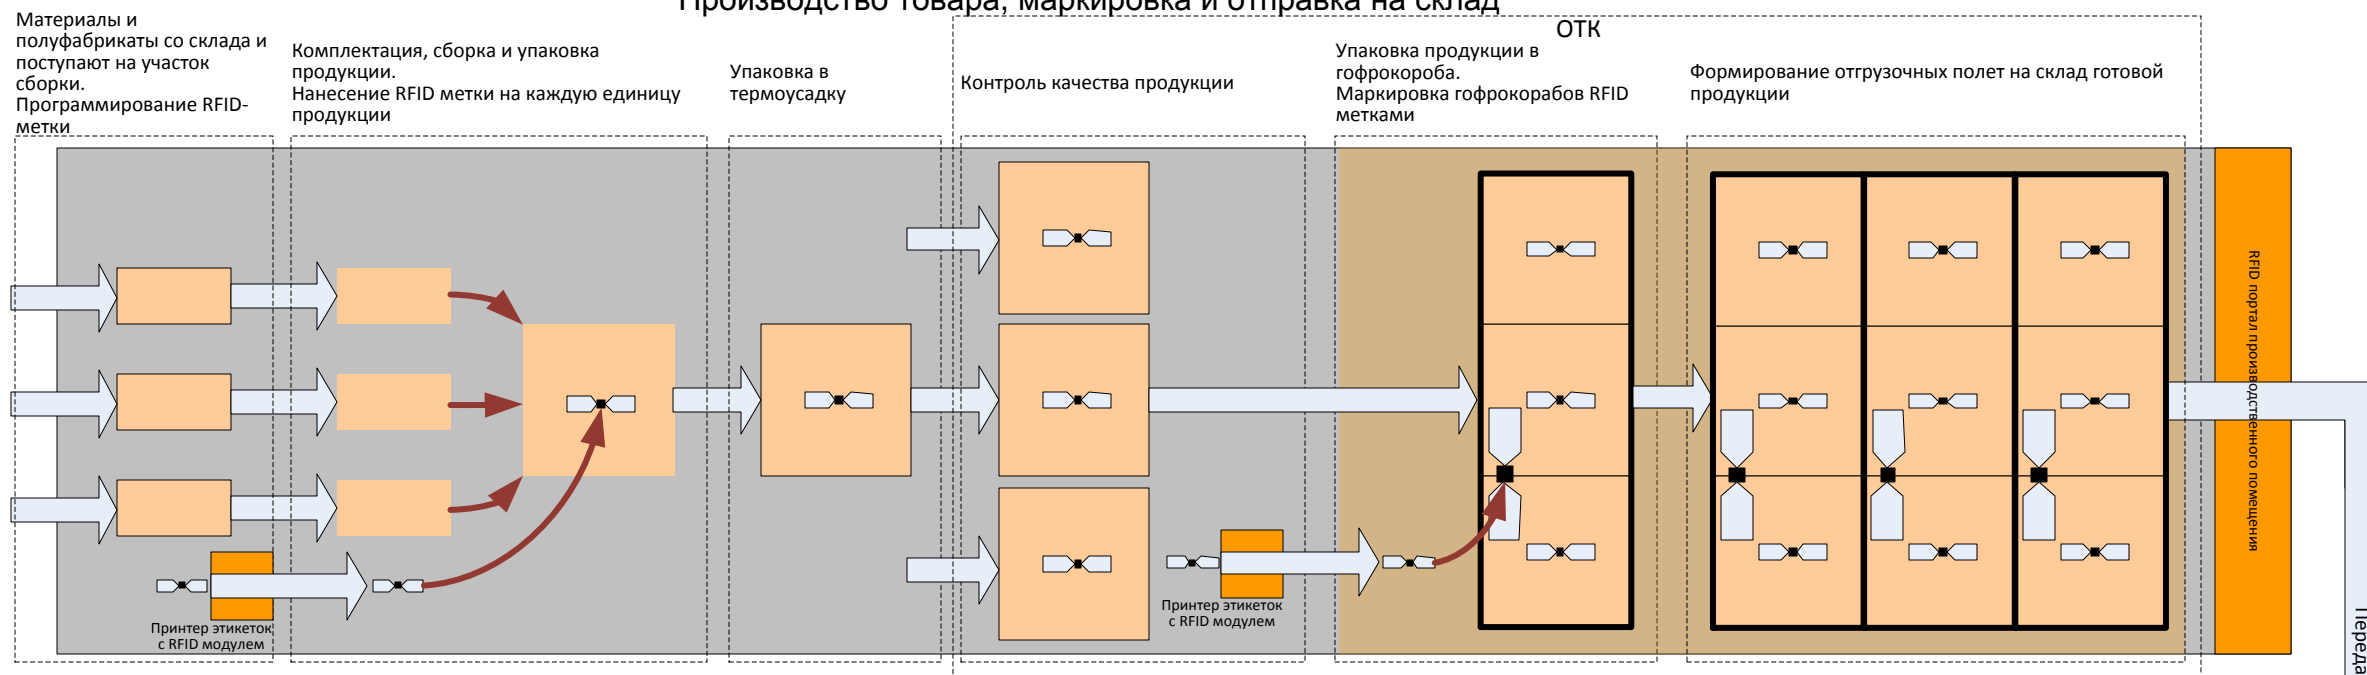 Производство товара, маркировка и отправка на склад
Материалы и
полуфабрикаты со склада и
поступают на участок
сборки.
Программирование RFID-
метки
Комплектация, сборка и упаковка
продукции.
Нанесение RFID метки на каждую единицу
продукции
Упаковка в
термоусадку
ОТК
Контроль качества продукции
Упаковка продукции в
гофрокороба.
Маркировка гофрокорабов RFID
метками
Формирование отгрузочных полет на склад готовой
продукции
Принтер этикеток
с RFID модулем
Принтер этикеток
с RFID модулем
RFID портал производственного помещения
Переда